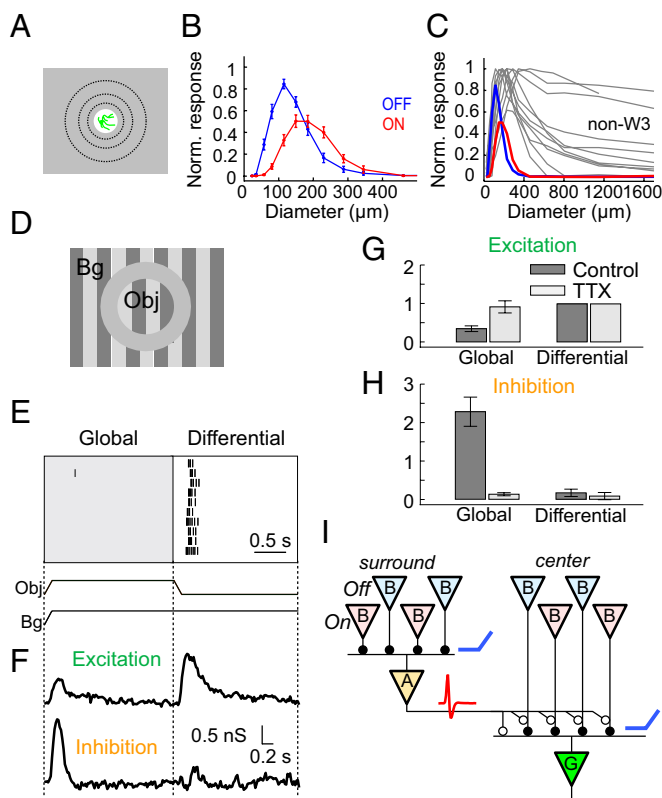 A
B
Norm. response
1
0.8
0.6
0.4
0.2
0
OFF
ON
0 200 400
Diameter (µm)
C
Norm. response
1
0.8
0.6
0.4
0.2
0
non-W3
0 400 800 1200 1600
Diameter (µm)
D
Bg
Obj
G
Excitation
2
1
0
Control
TTX
Global Differential
H
Inhibition
3
2
1
0
Global Differential
E
Global Differential
0.5 s
Obj
Bg
F
Excitation
Inhibition
0.5 nS
0.2 s
I
surround center
Off B B B B
On B B B B
A
G